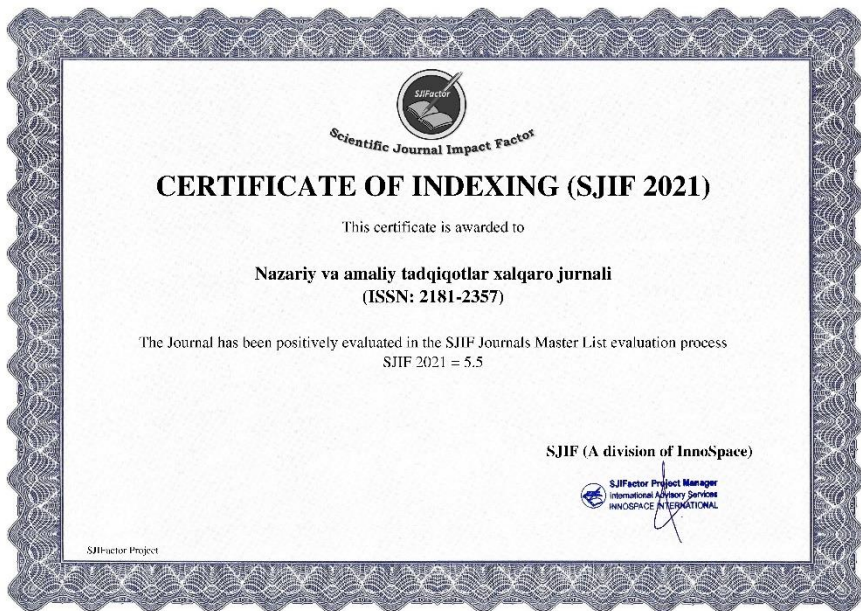 SJIFactor
Scientific Journal Impact Factor
CERTIFICATE OF INDEXING (SJIF 2021)
This certificate is awarded to
Nazariy va amaliy tadqiqotlar xalqaro jurnali
(ISSN: 2181-2357)
The Journal has been positively evaluated in the SJIF Journals Master List evaluation process
SJIF 2021 = 5.5
SJIF (A division of InnoSpace)
SJIFactor Project Manager
International Advisory Services
INNOSPACE INTERNATIONAL
SJIFactor Project